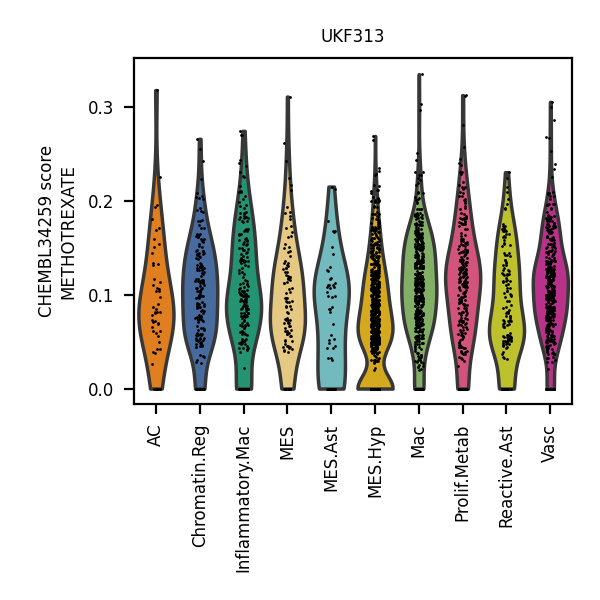 UKF313
CHEMBL34259 score
METHOTREXATE
0.3
0.2
0.1
0.0
AC
Chromatin.Reg
Inflammatory.Mac
MES
MES.Ast
MES.Hyp
Mac
Prolif.Metab
Reactive.Ast
Vasc